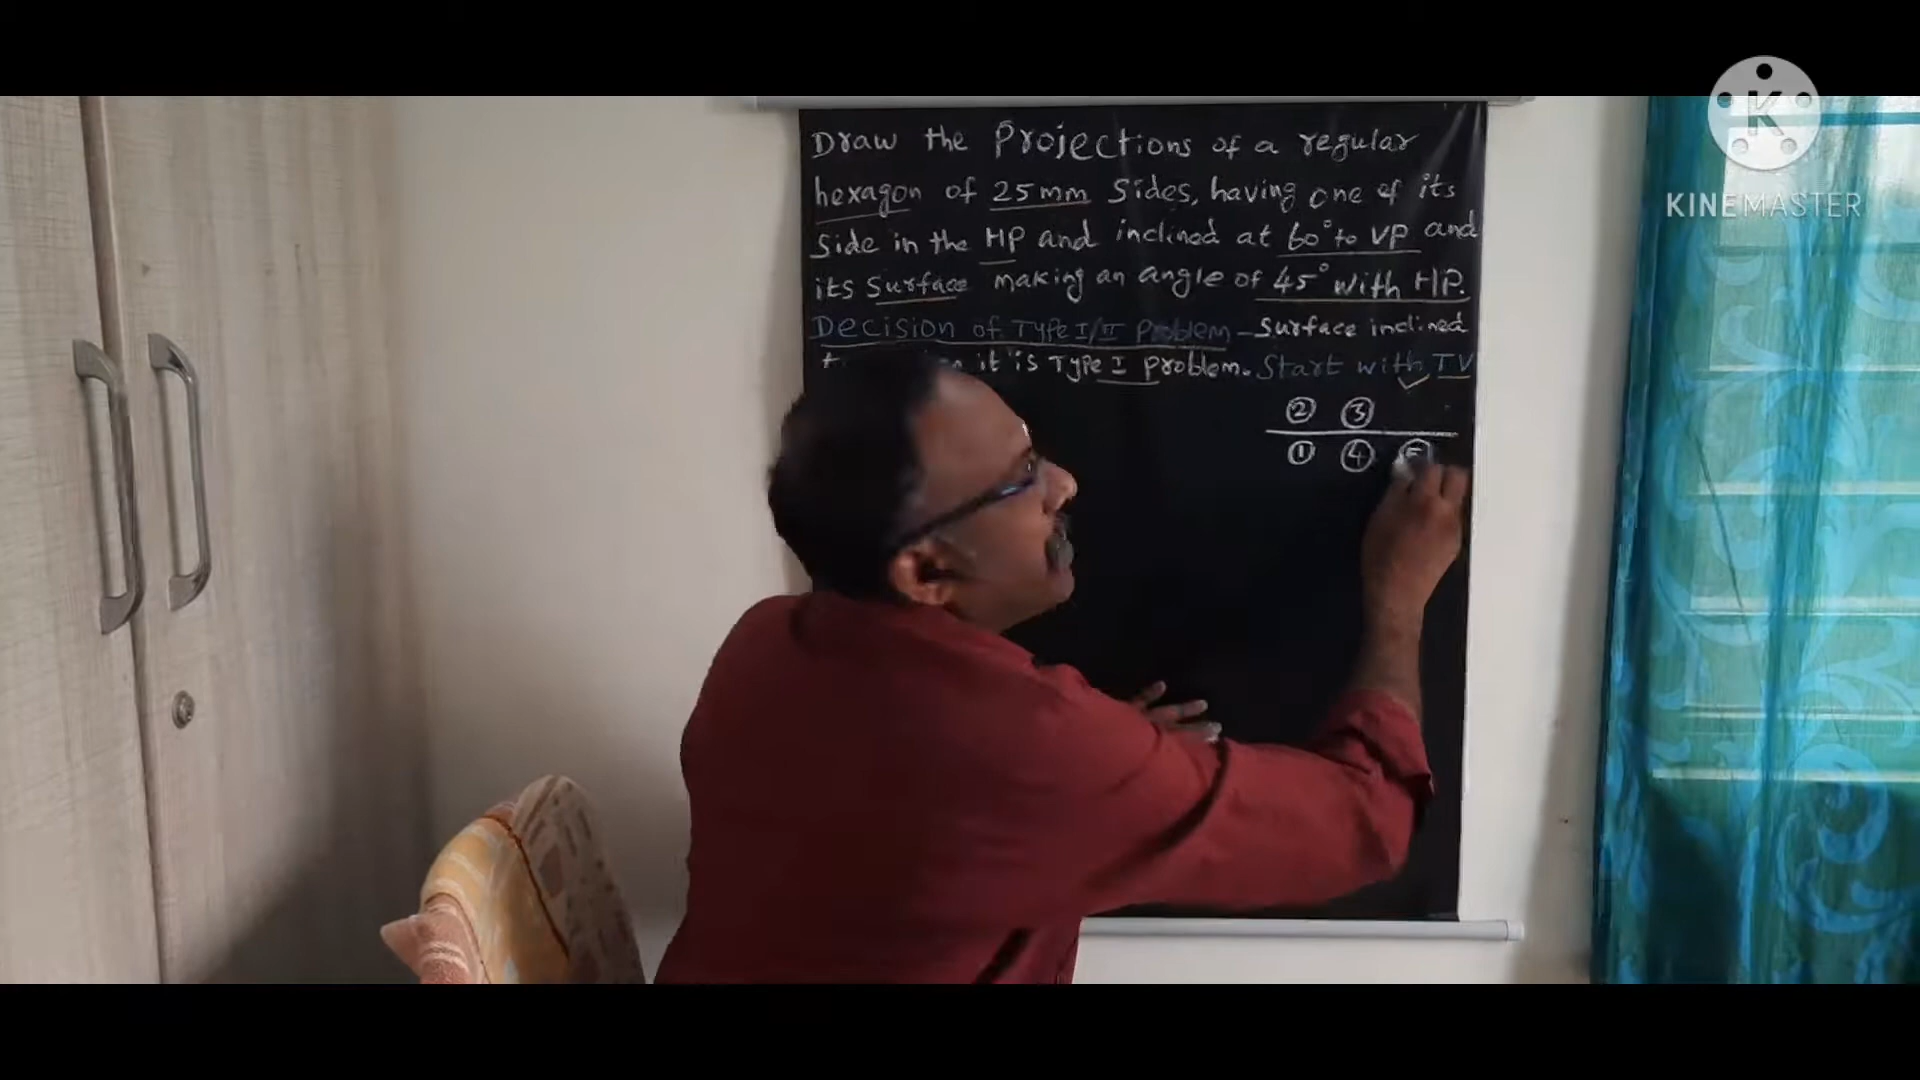 Draw the Projections of a regular
hexagon of 25mm Sides, having one of its
Side in the HP and inclined at 60° to VP and
its Surface making an angle of 45° with HP.
Decision of Type I/II Problem - Surface inclined
it is Type I problem. Start with TV
② ③
① ④ ⑤
K
KINEMASTER